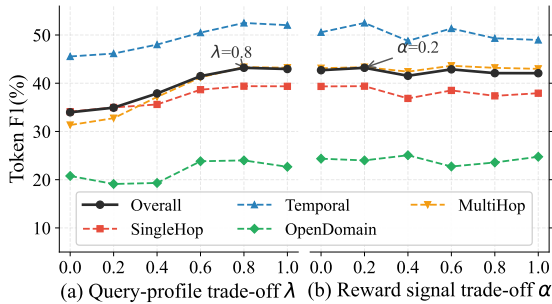 Token F1(%)
50
40
30
20
10
λ=0.8
α=0.2
Overall
SingleHop
Temporal
OpenDomain
MultiHop
0.0 0.2 0.4 0.6 0.8 1.0
0.0 0.2 0.4 0.6 0.8 1.0
(a) Query-profile trade-off λ
(b) Reward signal trade-off α